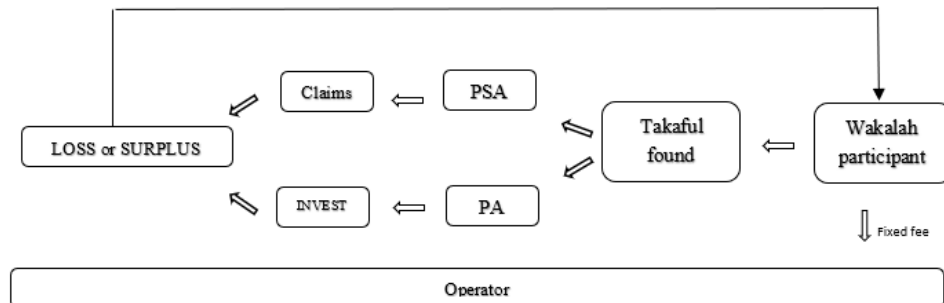 Claims
PSA
Takaful
found
Wakalah
participant
LOSS or SURPLUS
INVEST
PA
Fixed fee
Operator